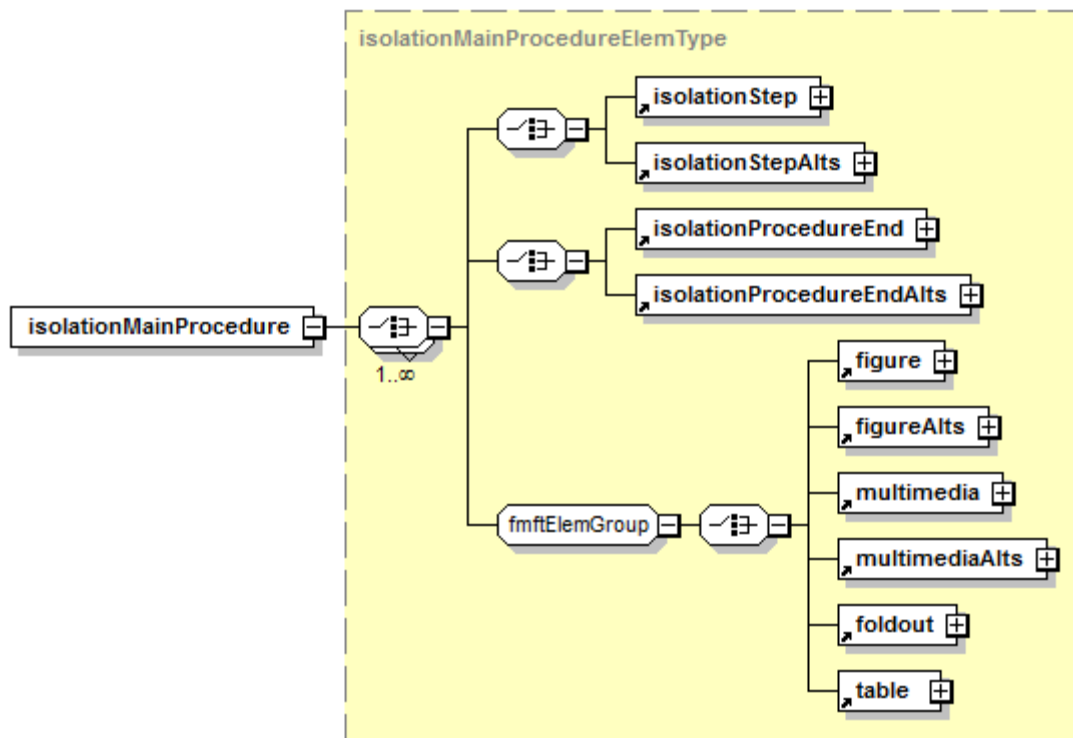 isolationMainProcedureElemType
isolationStep
isolationStepAlts
isolationProcedureEnd
isolationProcedureEndAlts
isolationMainProcedure
1..∞
figure
figureAlts
multimedia
fmftElemGroup
multimediaAlts
foldout
table